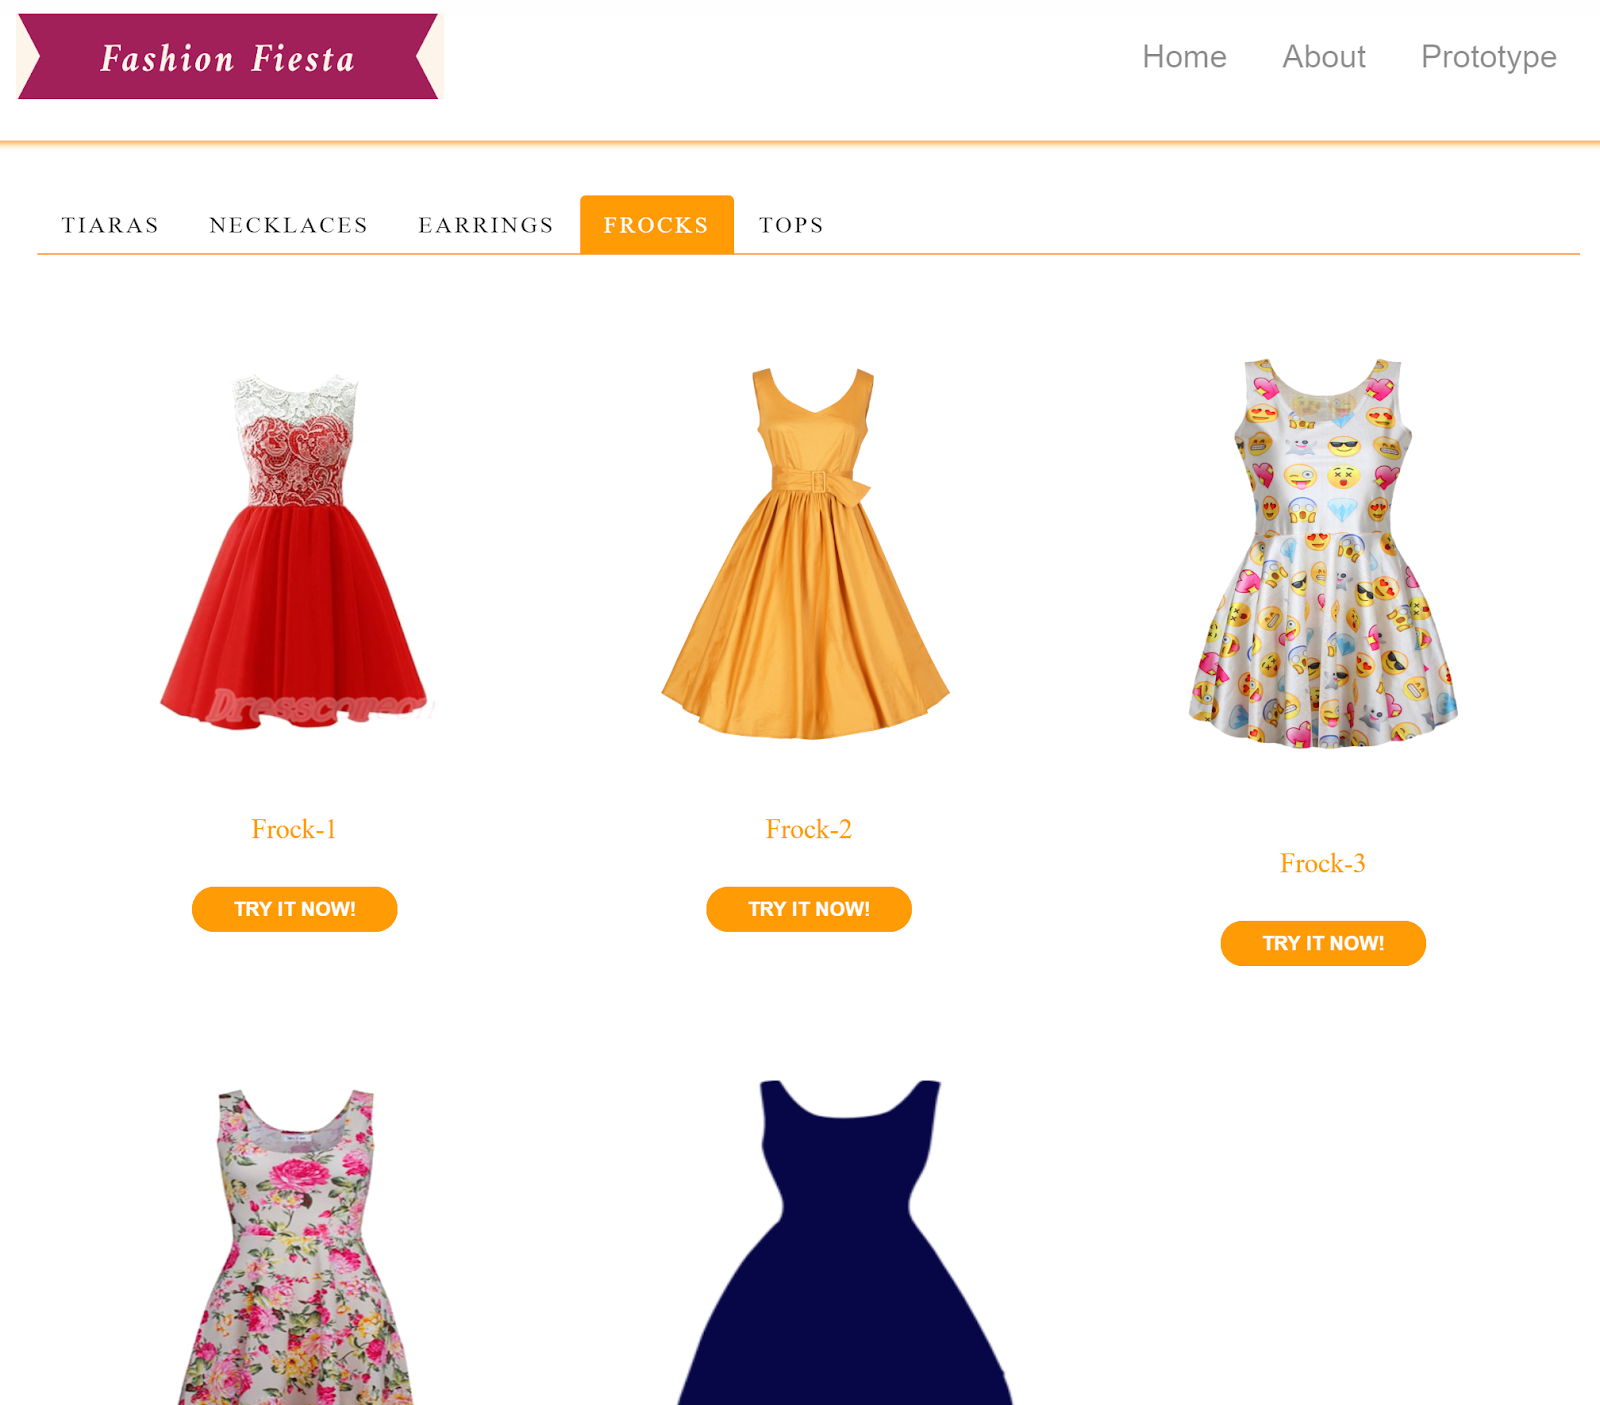 Fashion Fiesta
Home About Prototype
TIARAS NECKLACES EARRINGS FROCKS TOPS
Frock-1
Frock-2
Frock-3
TRY IT NOW!
TRY IT NOW!
TRY IT NOW!